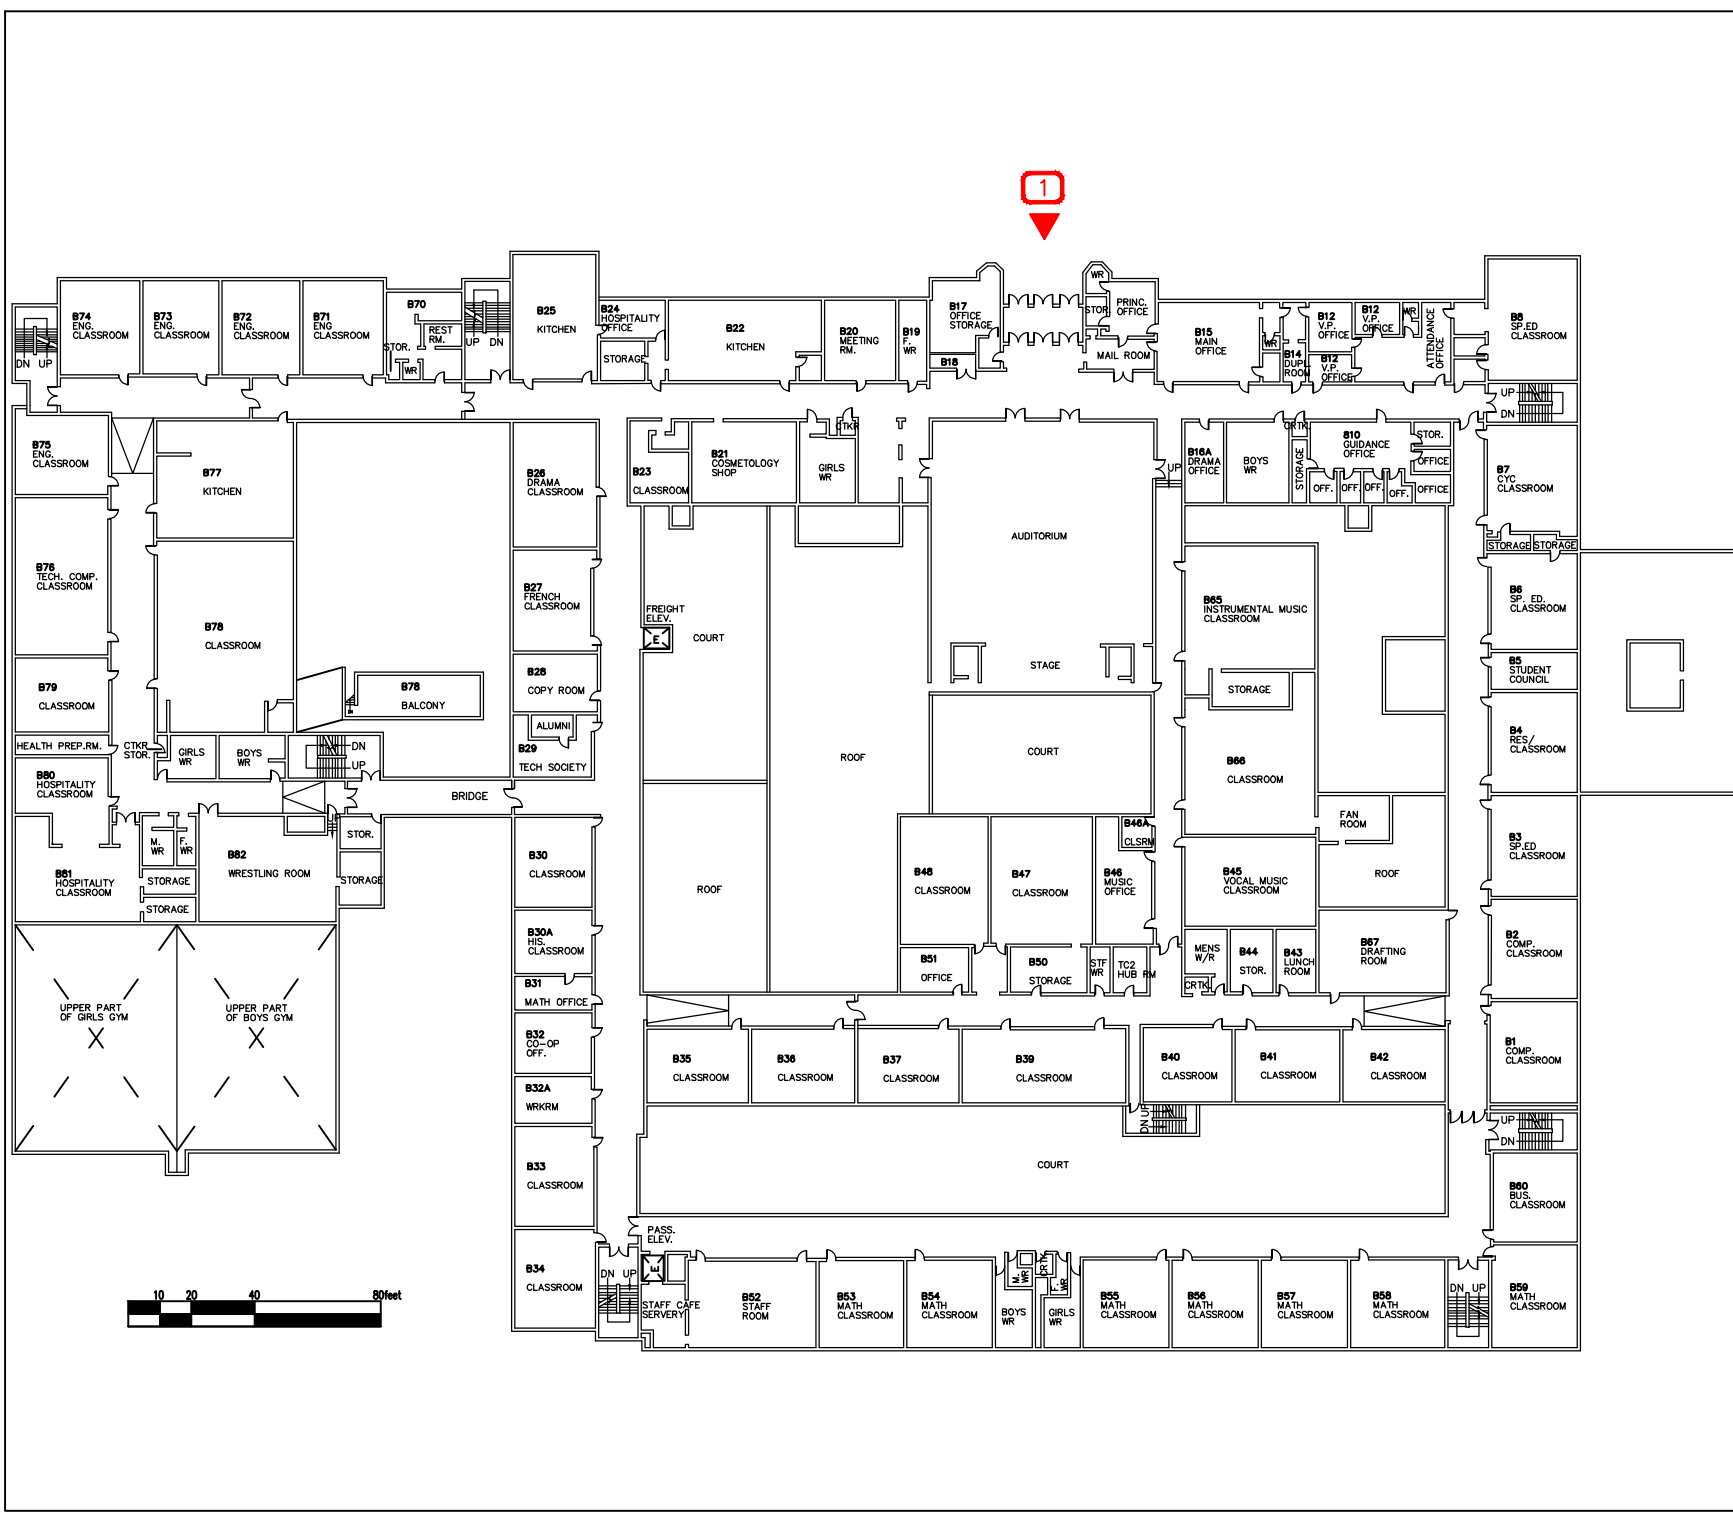 1
B74
ENG.
CLASSROOM
B73
ENG.
CLASSROOM
B72
ENG.
CLASSROOM
B71
ENG
CLASSROOM
B70
REST
RM.
STOR.
WR
DN UP
UP DN
B25
KITCHEN
B24
HOSPITALITY
OFFICE
STORAGE
B22
KITCHEN
B20
MEETING
RM.
B19
F.
WR
B17
OFFICE
STORAGE
B18
WR
STOR.
PRINC.
OFFICE
MAIL ROOM
B15
MAIN
OFFICE
WR
B14
DUPL.
ROOM
B12
V.P.
OFFICE
B12
V.P.
OFFICE
B12
V.P.
OFFICE
WR
ATTENDANCE
OFFICE
B8
SP.ED
CLASSROOM
UP
DN
B75
ENG.
CLASSROOM
B77
KITCHEN
B26
DRAMA
CLASSROOM
B23
CLASSROOM
B21
COSMETOLOGY
SHOP
GIRLS
WR
CTKR
AUDITORIUM
UP
B16A
DRAMA
OFFICE
BOYS
WR
CRTK.
STORAGE
810
GUIDANCE
OFFICE
STOR.
OFFICE
OFFICE
OFF.
OFF.
OFF.
OFF.
B7
CYC
CLASSROOM
STORAGE
STORAGE
B76
TECH. COMP.
CLASSROOM
B78
CLASSROOM
B27
FRENCH
CLASSROOM
FREIGHT
ELEV.
E
COURT
B65
INSTRUMENTAL MUSIC
CLASSROOM
B6
SP. ED.
CLASSROOM
B79
CLASSROOM
B78
BALCONY
B28
COPY ROOM
STAGE
STORAGE
B5
STUDENT
COUNCIL
HEALTH PREP.RM.
CTKR
STOR.
GIRLS
WR
BOYS
WR
DN
UP
ALUMNI
B29
TECH SOCIETY
ROOF
COURT
B66
CLASSROOM
B4
RES/
CLASSROOM
B80
HOSPITALITY
CLASSROOM
BRIDGE
UP
STOR.
M.
WR
F.
WR
B82
WRESTLING ROOM
B81
HOSPITALITY
CLASSROOM
STORAGE
STORAGE
STORAGE
B30
CLASSROOM
ROOF
B48
CLASSROOM
B47
CLASSROOM
B46A
CLSRM
B46
MUSIC
OFFICE
B45
VOCAL MUSIC
CLASSROOM
FAN
ROOM
ROOF
B3
SP.ED
CLASSROOM
B30A
HIS.
CLASSROOM
B51
OFFICE
B50
STORAGE
STF
WR
TC2
HUB RM
MENS
W/R
CRTK
B44
STOR.
B43
LUNCH
ROOM
B67
DRAFTING
ROOM
B2
COMP.
CLASSROOM
B31
MATH OFFICE
UPPER PART
OF GIRLS GYM
UPPER PART
OF BOYS GYM
B32
CO-OP
OFF.
B35
CLASSROOM
B36
CLASSROOM
B37
CLASSROOM
B39
CLASSROOM
B40
CLASSROOM
B41
CLASSROOM
B42
CLASSROOM
B1
COMP.
CLASSROOM
B32A
WRKRM
DN UP
UP
DN
B33
CLASSROOM
COURT
B60
BUS.
CLASSROOM
PASS.
ELEV.
E
B34
CLASSROOM
DN UP
STAFF CAFE
SERVERY
B52
STAFF
ROOM
B53
MATH
CLASSROOM
B54
MATH
CLASSROOM
M.
WR
CRTK
F.
WR
BOYS
WR
GIRLS
WR
B55
MATH
CLASSROOM
B56
MATH
CLASSROOM
B57
MATH
CLASSROOM
B58
MATH
CLASSROOM
DN UP
B59
MATH
CLASSROOM
10 20 40 80feet